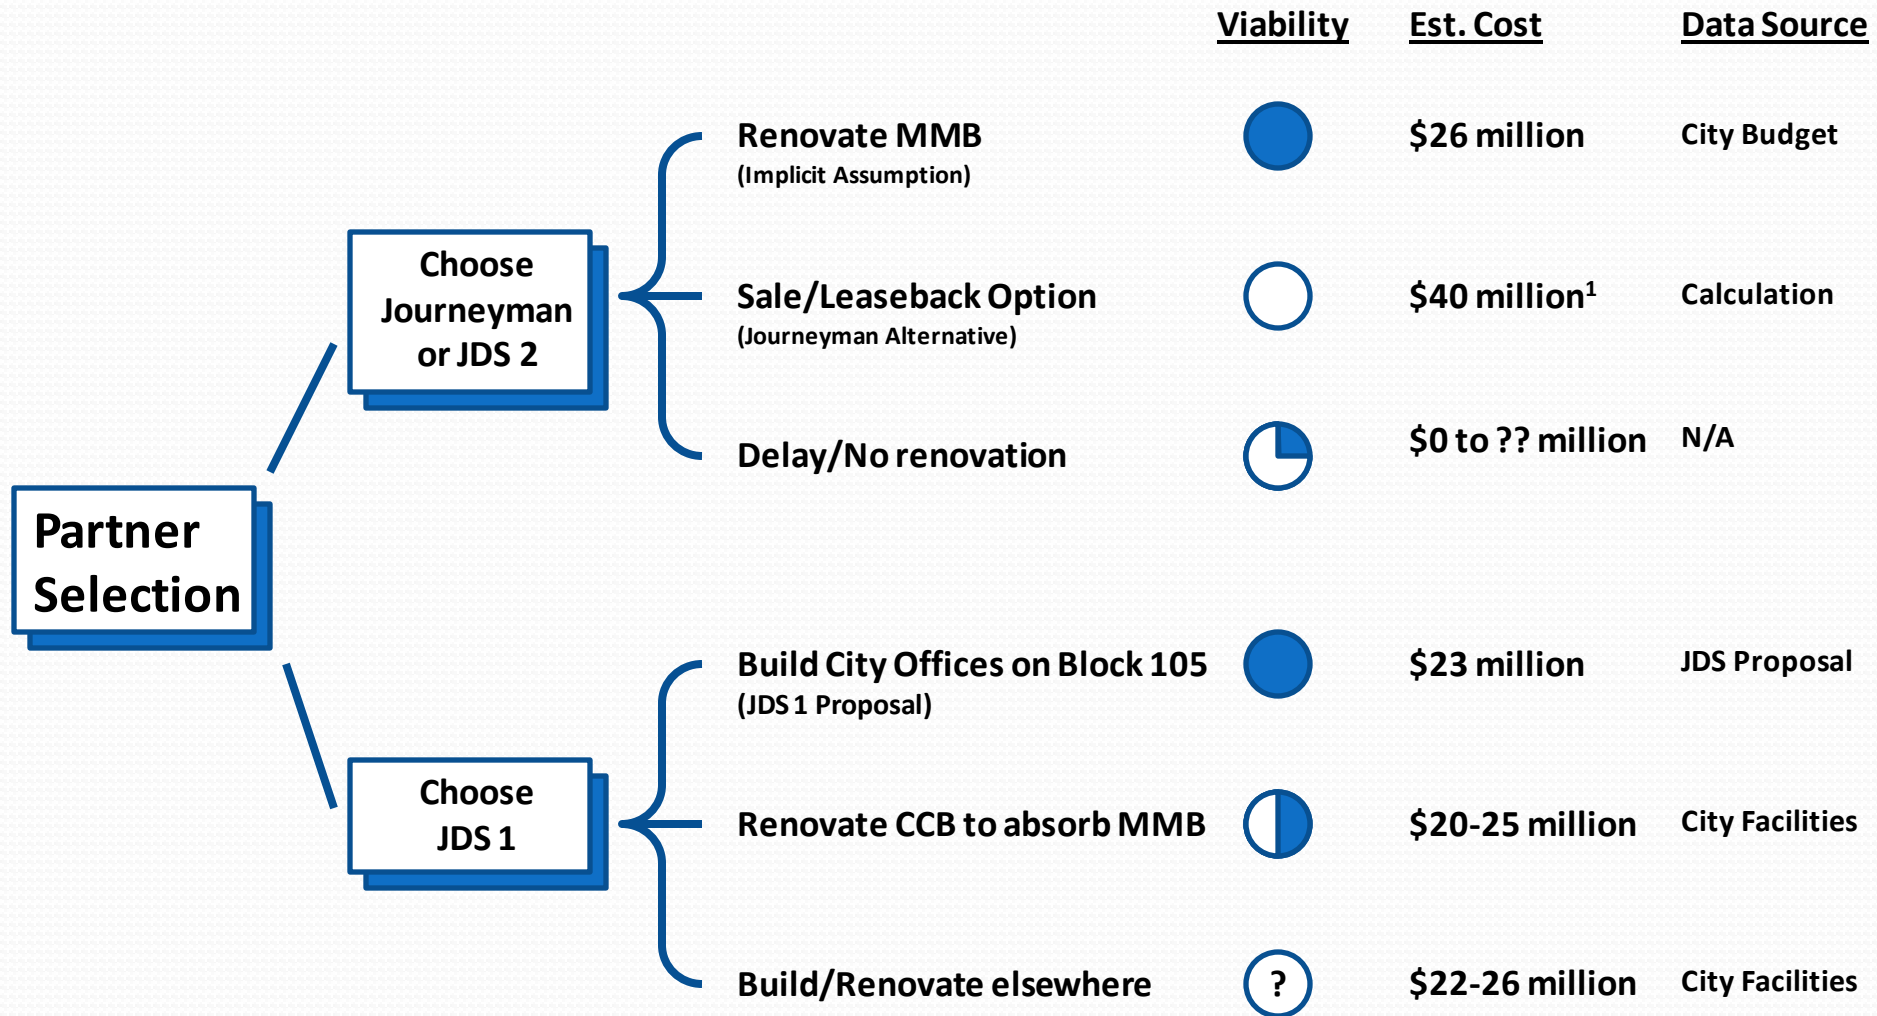 Viability Est. Cost Data Source
Renovate MMB $26 million City Budget
(Implicit Assumption)
Choose
Journeyman
or JDS 2
Sale/Leaseback Option $40 million¹ Calculation
(Journeyman Alternative)
Delay/No renovation $0 to ?? million N/A
Partner
Selection
Build City Offices on Block 105 $23 million JDS Proposal
(JDS 1 Proposal)
Choose
JDS 1
Renovate CCB to absorb MMB $20-25 million City Facilities
Build/Renovate elsewhere ? $22-26 million City Facilities